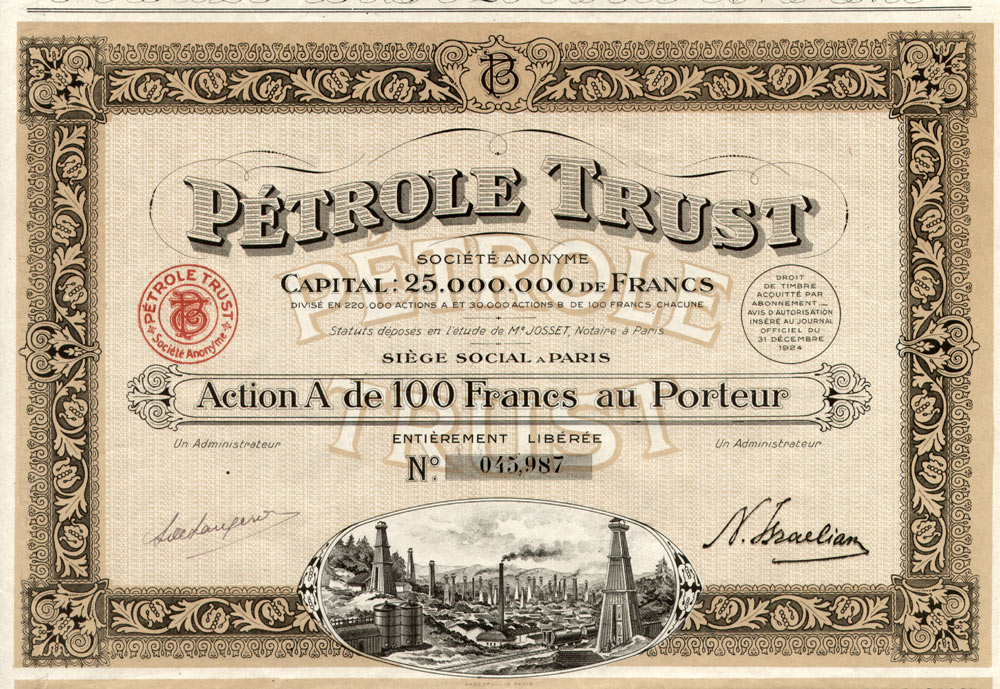 PÉTROLE TRUST
SOCIÉTÉ ANONYME
CAPITAL: 25.000.000 DE FRANCS
DIVISÉ EN 220.000 ACTIONS A ET 30.000 ACTIONS B DE 100 FRANCS CHACUNE
Statuts déposés en l'étude de Mᵉ JOSSET, Notaire à Paris
SIÈGE SOCIAL A PARIS
PÉTROLE TRUST
Société Anonyme
DROIT
DE TIMBRE
ACQUITTÉ PAR
ABONNEMENT._
AVIS D'AUTORISATION
INSÉRÉ AU JOURNAL
OFFICIEL DU
31 DÉCEMBRE
1924
Action A de 100 Francs au Porteur
ENTIÈREMENT LIBÉRÉE
Nº. 045,987
Un Administrateur
Un Administrateur
N. Israelian
PÉTROLE
TRUST